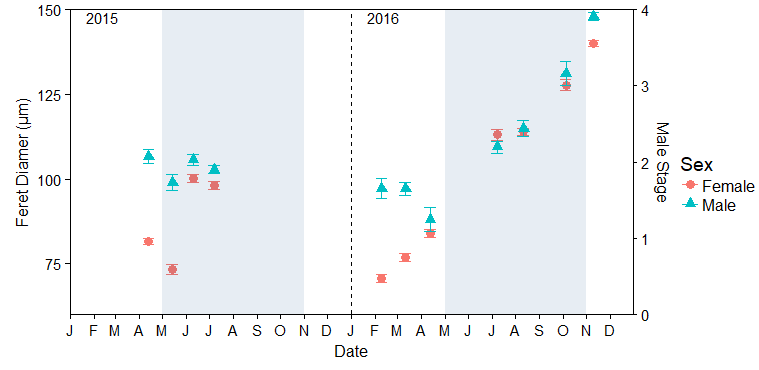 2015
2016
150
125
100
75
Feret Diamer (μm)
4
3
2
1
0
Male Stage
J F M A M J J A S O N D J F M A M J J A S O N D
Date
Sex
Female
Male